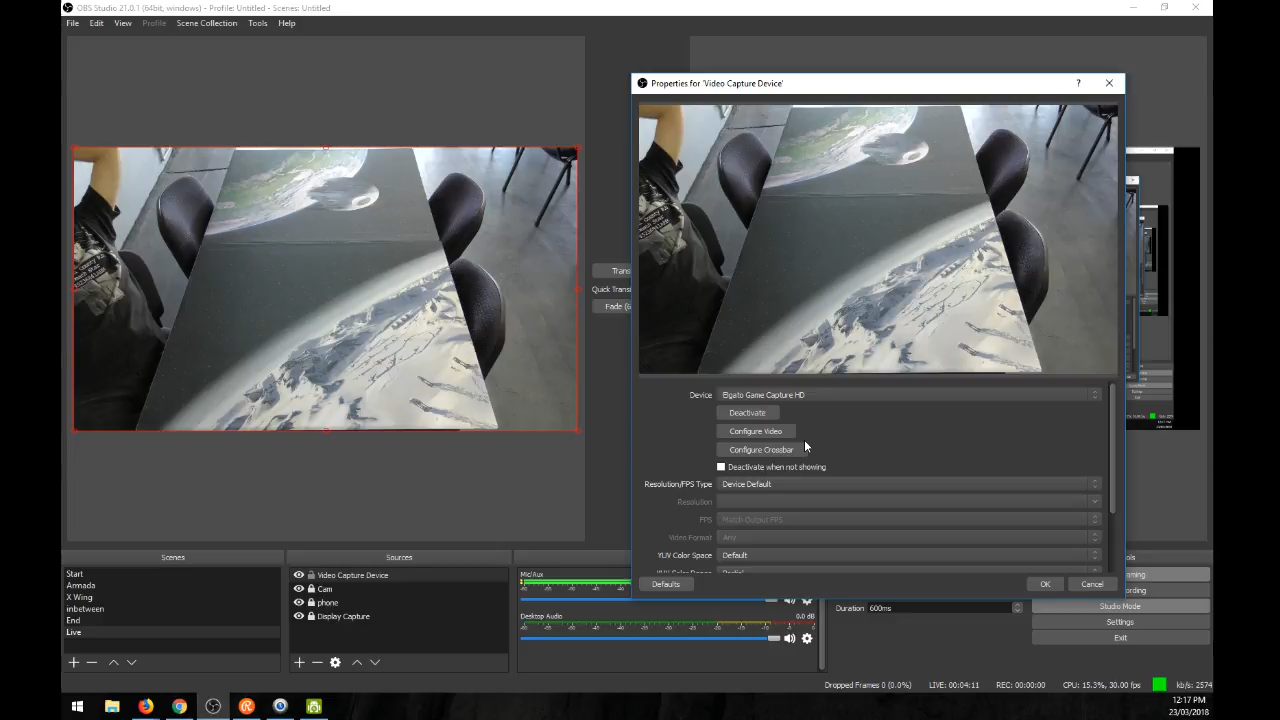 OBS Studio 21.0.1 (64bit, windows) - Profile: Untitled - Scenes: Untitled
File Edit View Profile Scene Collection Tools Help
Properties for 'Video Capture Device'
?
Quick
Fade
Device Elgato Game Capture HD
Deactivate
Configure Video
Configure Crossbar
Deactivate when not showing
Resolution/FPS Type Device Default
Resolution
FPS Match Output FPS
Video Format Any
YUV Color Space Default
Defaults OK Cancel
Scenes
Start
Armada
X Wing
inbetween
End
Live
Sources
Video Capture Device
Cam
phone
Display Capture
Mic/Aux
Desktop Audio 0.0 dB
Duration 600ms
Studio Mode
Settings
Exit
Dropped Frames 0 (0.0%) LIVE: 00:04:11 REC: 00:00:00 CPU: 15.3%, 30.00 fps kb/s: 2574
12:17 PM
23/03/2018